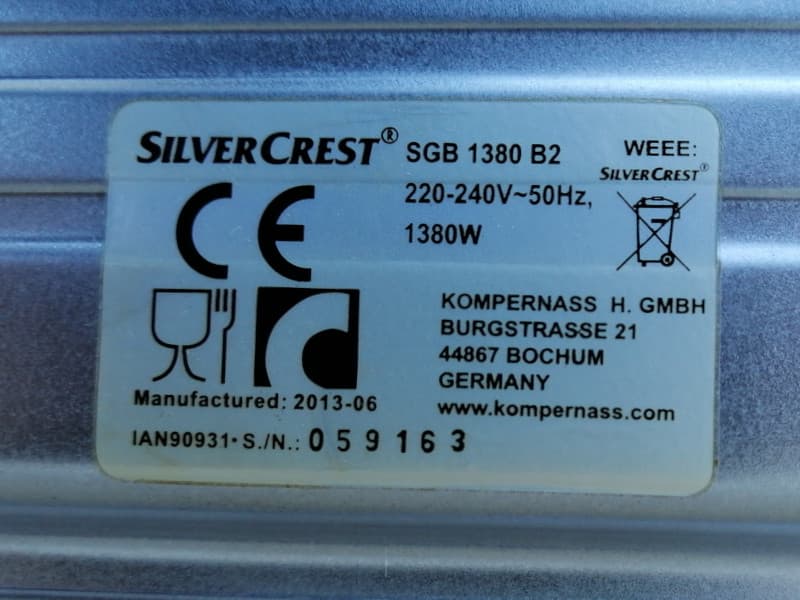 SILVERCREST® SGB 1380 B2
220-240V~50Hz,
1380W
WEEE:
SILVERCREST®
CE
KOMPERNASS H. GMBH
BURGSTRASSE 21
44867 BOCHUM
GERMANY
www.kompernass.com
Manufactured: 2013-06
IAN90931• S./N.: 059163